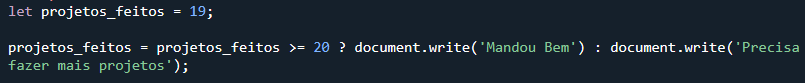 let projetos_feitos = 19;
projetos_feitos = projetos_feitos >= 20 ? document.write('Mandou Bem') : document.write('Precisa
fazer mais projetos');